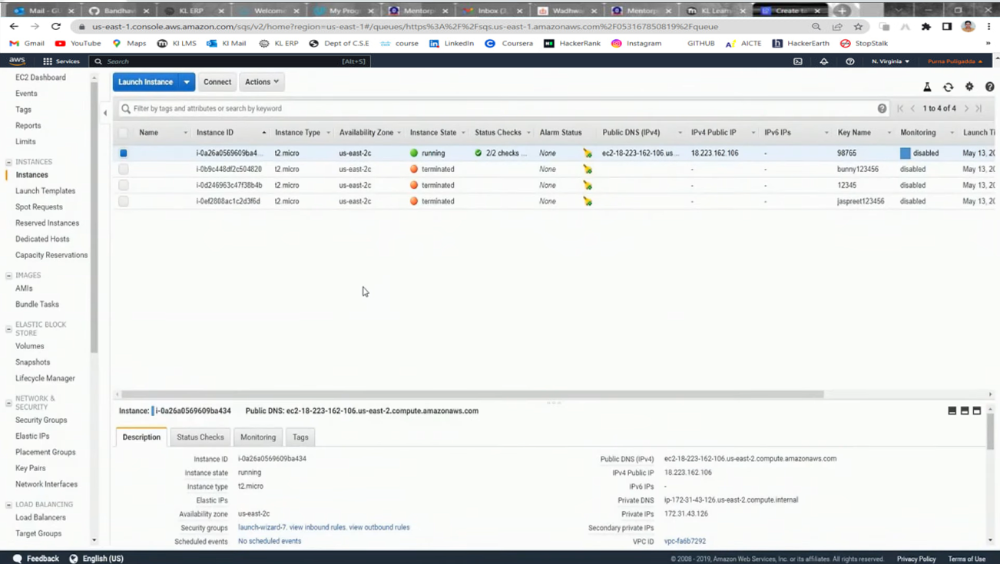 Mail - GU
Bandhav
KL ERP
Welcome
My Prog
Mentorp
Inbox (3
Wadhw
Mentorp
KL Learn
Create t
us-east-1.console.aws.amazon.com/sqs/v2/home?region=us-east-1#/queues/https%3A%2F%2Fsqs.us-east-1.amazonaws.com%2F053167850819%2Fqueue
Gmail YouTube Maps Kl LMS Kl Mail KL ERP Dept of C.S.E course LinkedIn Coursera HackerRank Instagram GITHUB AICTE HackerEarth StopStalk
aws Services Search [Alt+S] N. Virginia Purna Puligadda
EC2 Dashboard
Events
Tags
Reports
Limits
INSTANCES
Instances
Launch Templates
Spot Requests
Reserved Instances
Dedicated Hosts
Capacity Reservations
IMAGES
AMIs
Bundle Tasks
ELASTIC BLOCK
STORE
Volumes
Snapshots
Lifecycle Manager
NETWORK &
SECURITY
Security Groups
Elastic IPs
Placement Groups
Key Pairs
Network Interfaces
LOAD BALANCING
Load Balancers
Target Groups
Launch Instance Connect Actions
Filter by tags and attributes or search by keyword 1 to 4 of 4
Name Instance ID Instance Type Availability Zone Instance State Status Checks Alarm Status Public DNS (IPv4) IPv4 Public IP IPv6 IPs Key Name Monitoring Launch Ti
i-0a26a0569609ba4... t2.micro us-east-2c running 2/2 checks ... None ec2-18-223-162-106.us... 18.223.162.106 - 98765 disabled May 13, 20
i-0b9c448df2c504820 t2.micro us-east-2c terminated None - - bunny123456 disabled May 13, 20
i-0d246963c47f38b4b t2.micro us-east-2c terminated None - - 12345 disabled May 13, 20
i-0ef2808ac1c2d3f6d t2.micro us-east-2c terminated None - - jaspreet123456 disabled May 13, 20
Instance: i-0a26a0569609ba434 Public DNS: ec2-18-223-162-106.us-east-2.compute.amazonaws.com
Description Status Checks Monitoring Tags
Instance ID i-0a26a0569609ba434 Public DNS (IPv4) ec2-18-223-162-106.us-east-2.compute.amazonaws.com
Instance state running IPv4 Public IP 18.223.162.106
Instance type t2.micro IPv6 IPs -
Elastic IPs Private DNS ip-172-31-43-126.us-east-2.compute.internal
Availability zone us-east-2c Private IPs 172.31.43.126
Security groups launch-wizard-7. view inbound rules. view outbound rules Secondary private IPs
Scheduled events No scheduled events VPC ID vpc-fa6b7292
Feedback English (US) © 2008 - 2019, Amazon Web Services, Inc. or its affiliates. All rights reserved. Privacy Policy Terms of Use